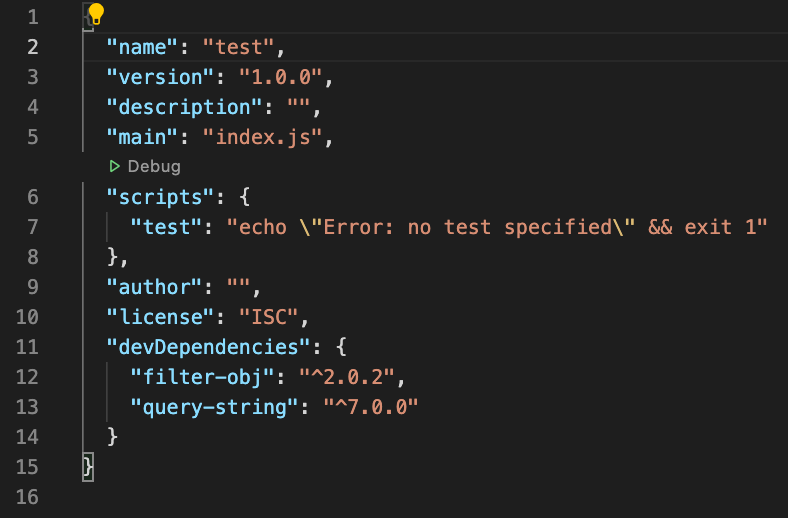 1 {
2 "name": "test",
3 "version": "1.0.0",
4 "description": "",
5 "main": "index.js",
Debug
6 "scripts": {
7 "test": "echo \"Error: no test specified\" && exit 1"
8 },
9 "author": "",
10 "license": "ISC",
11 "devDependencies": {
12 "filter-obj": "^2.0.2",
13 "query-string": "^7.0.0"
14 }
15 }
16